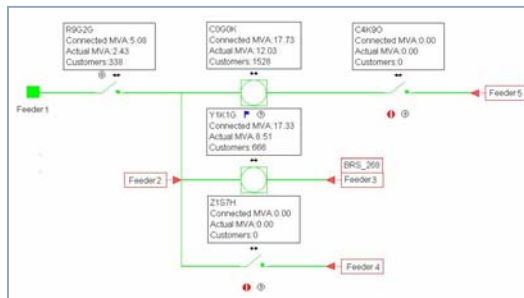 R9G2G
Connected MVA:5.08
Actual MVA:2.43
Customers:338
C0G0K
Connected MVA:17.73
Actual MVA:12.03
Customers:1528
C4K9O
Connected MVA:0.00
Actual MVA:0.00
Customers:0
Feeder:1
Feeder:5
Y1K1G
Connected MVA:17.33
Actual MVA:8.51
Customers:666
BRS_268
Feeder:2
Feeder:3
Z1S7H
Connected MVA:0.00
Actual MVA:0.00
Customers:0
Feeder:4